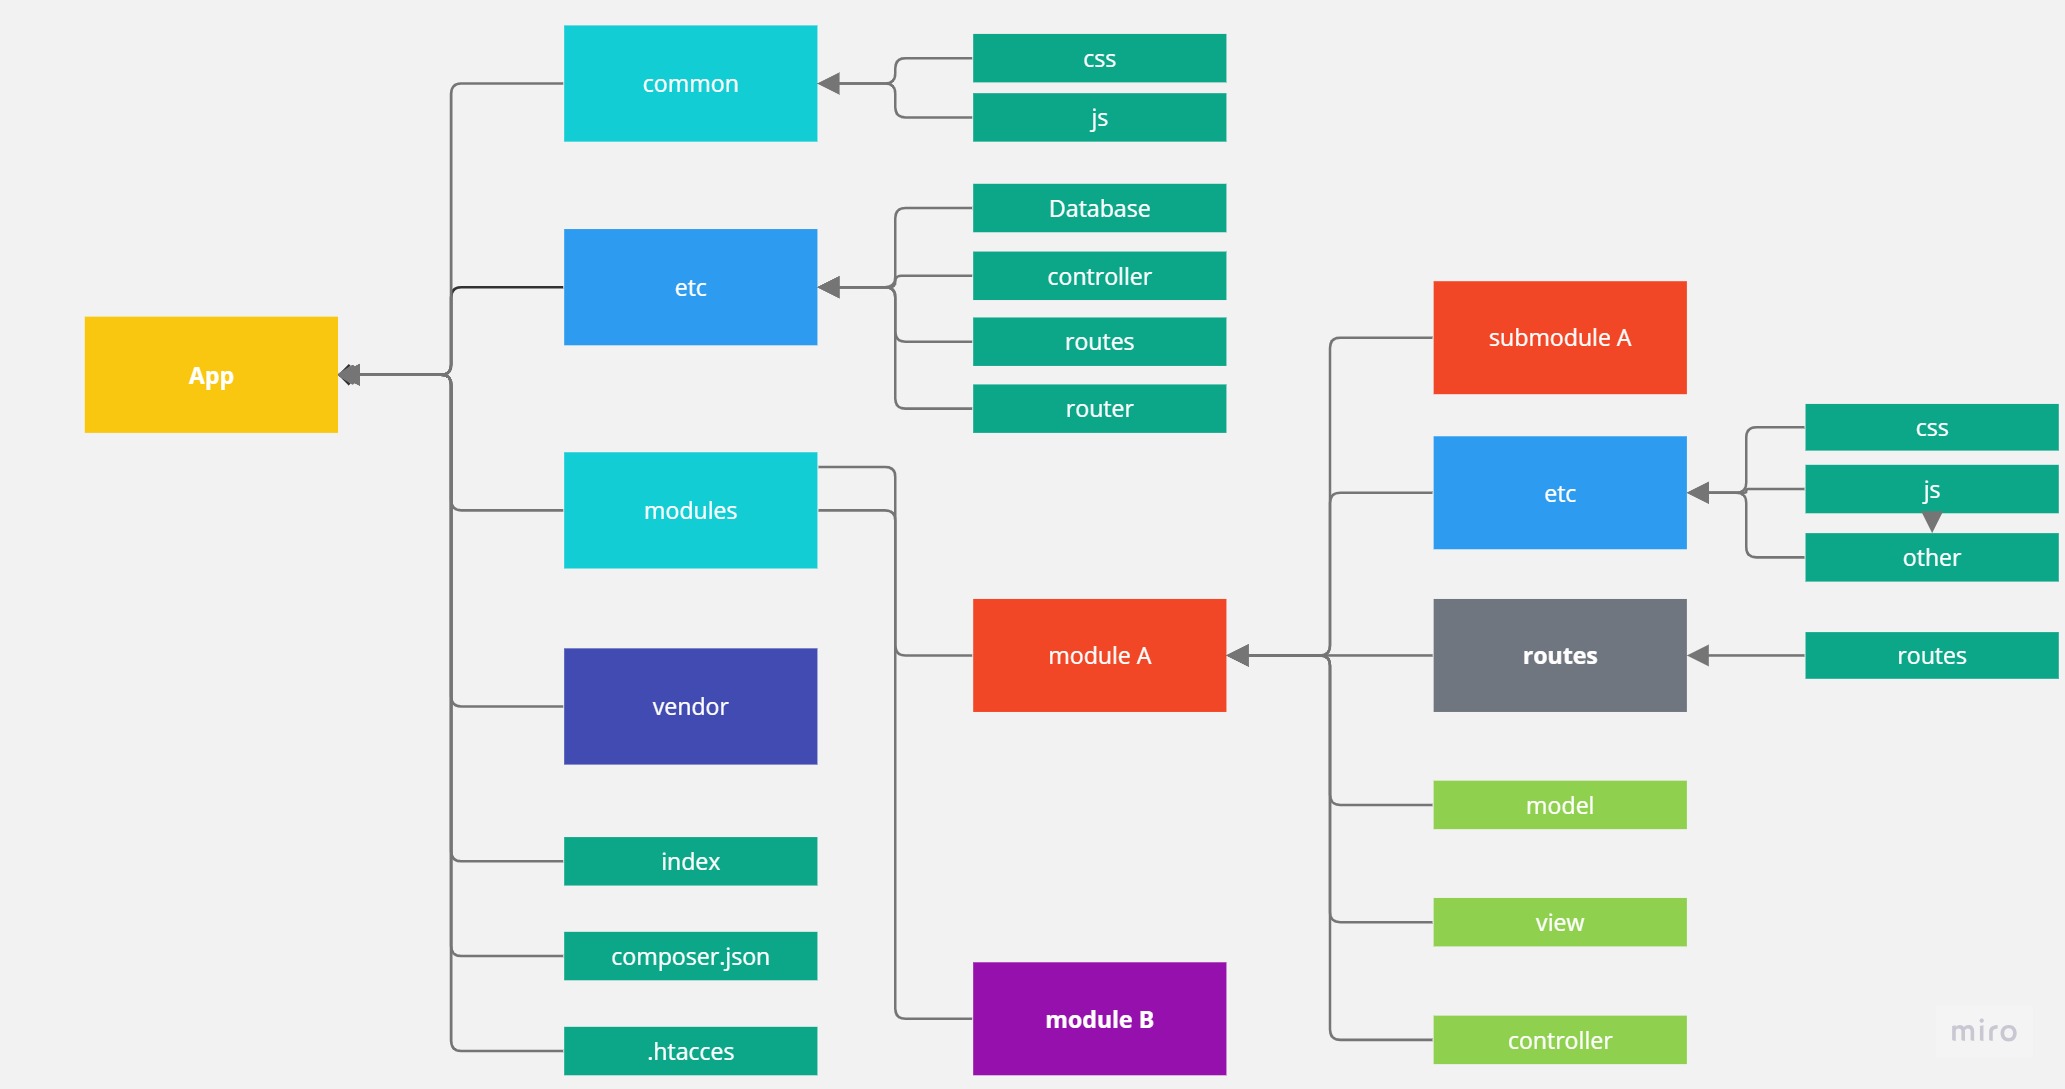 App
common
etc
modules
vendor
index
composer.json
.htacces
css
js
Database
controller
routes
router
module A
module B
submodule A
etc
routes
model
view
controller
css
js
other
routes
miro